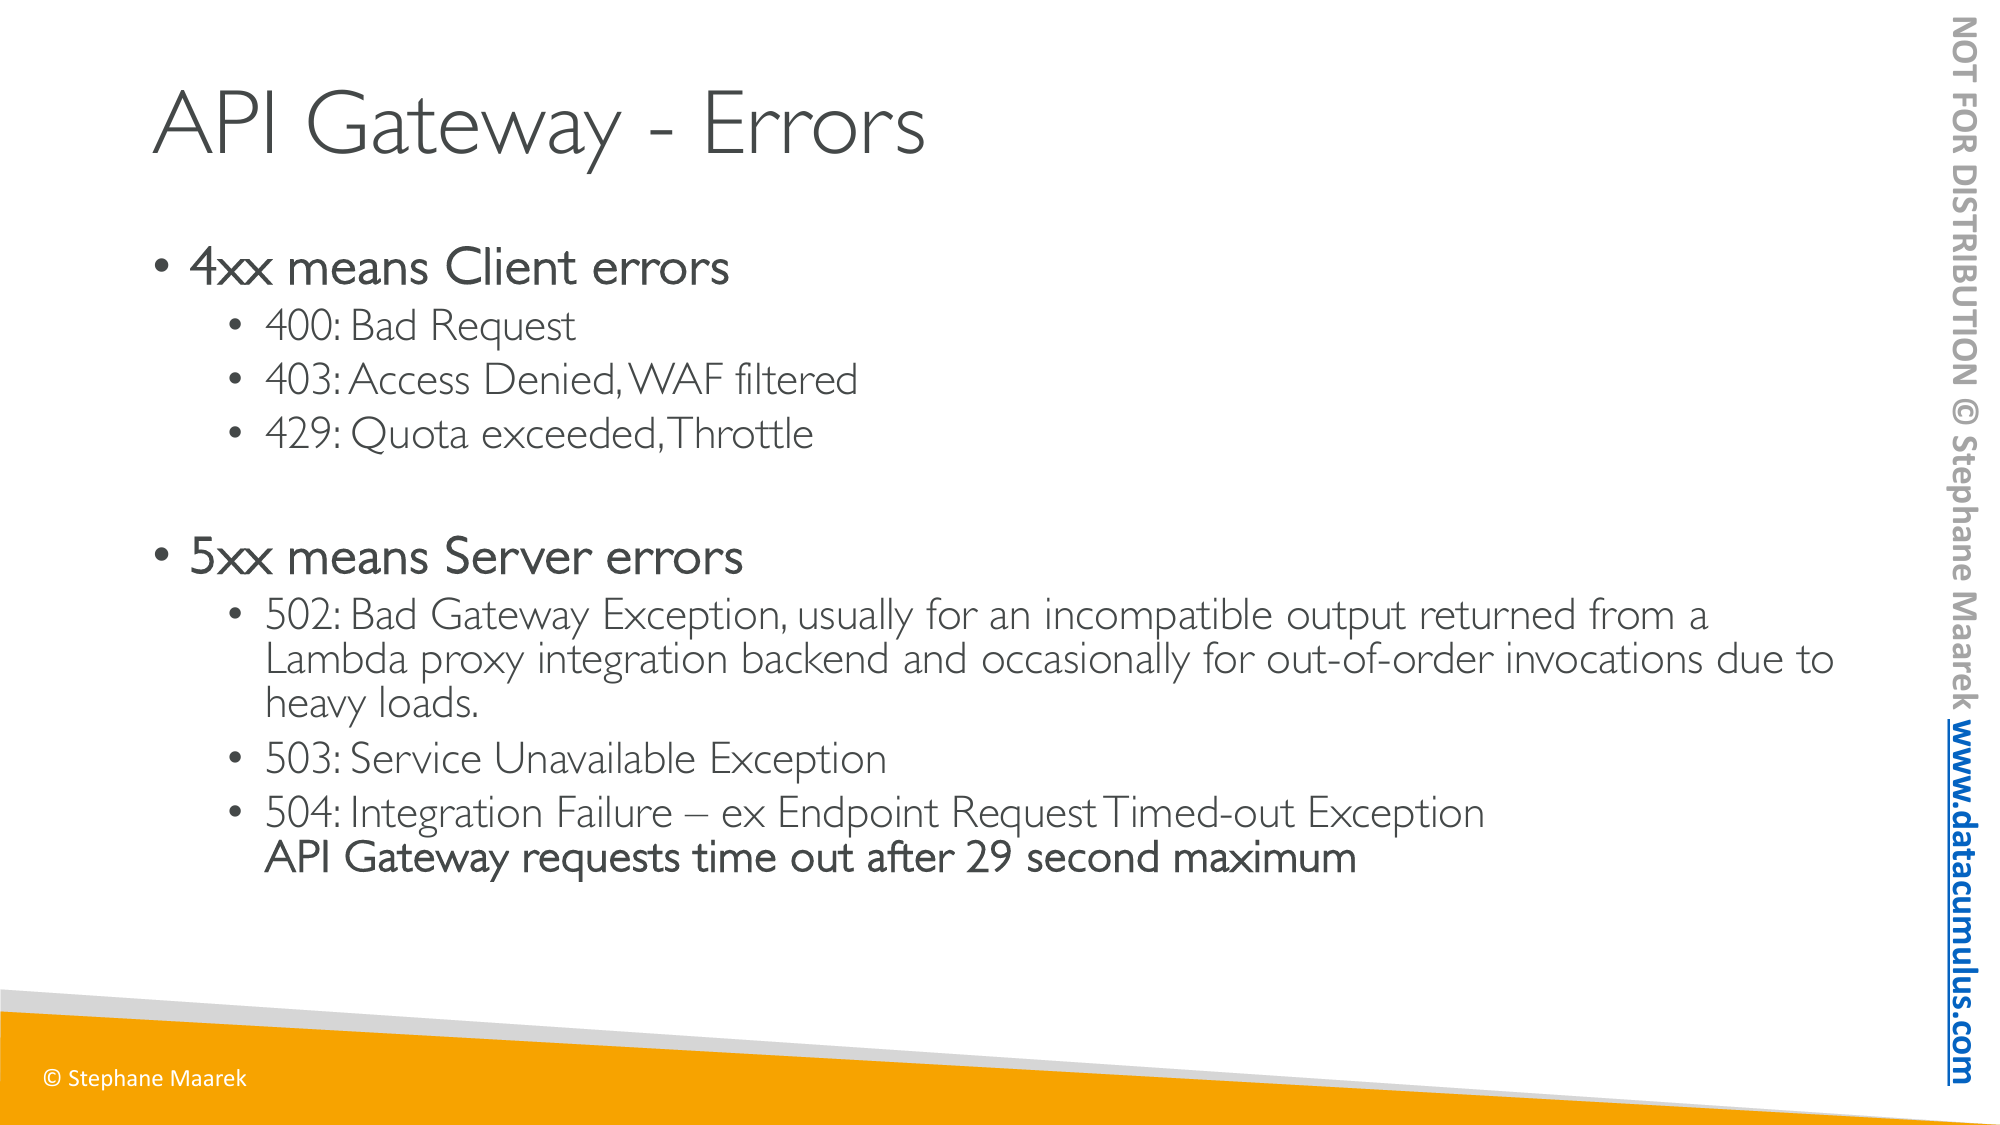 API Gateway - Errors
• 4xx means Client errors
• 400: Bad Request
• 403: Access Denied, WAF filtered
• 429: Quota exceeded, Throttle
• 5xx means Server errors
• 502: Bad Gateway Exception, usually for an incompatible output returned from a
Lambda proxy integration backend and occasionally for out-of-order invocations due to
heavy loads.
• 503: Service Unavailable Exception
• 504: Integration Failure – ex Endpoint Request Timed-out Exception
API Gateway requests time out after 29 second maximum
© Stephane Maarek
NOT FOR DISTRIBUTION © Stephane Maarek www.datacumulus.com